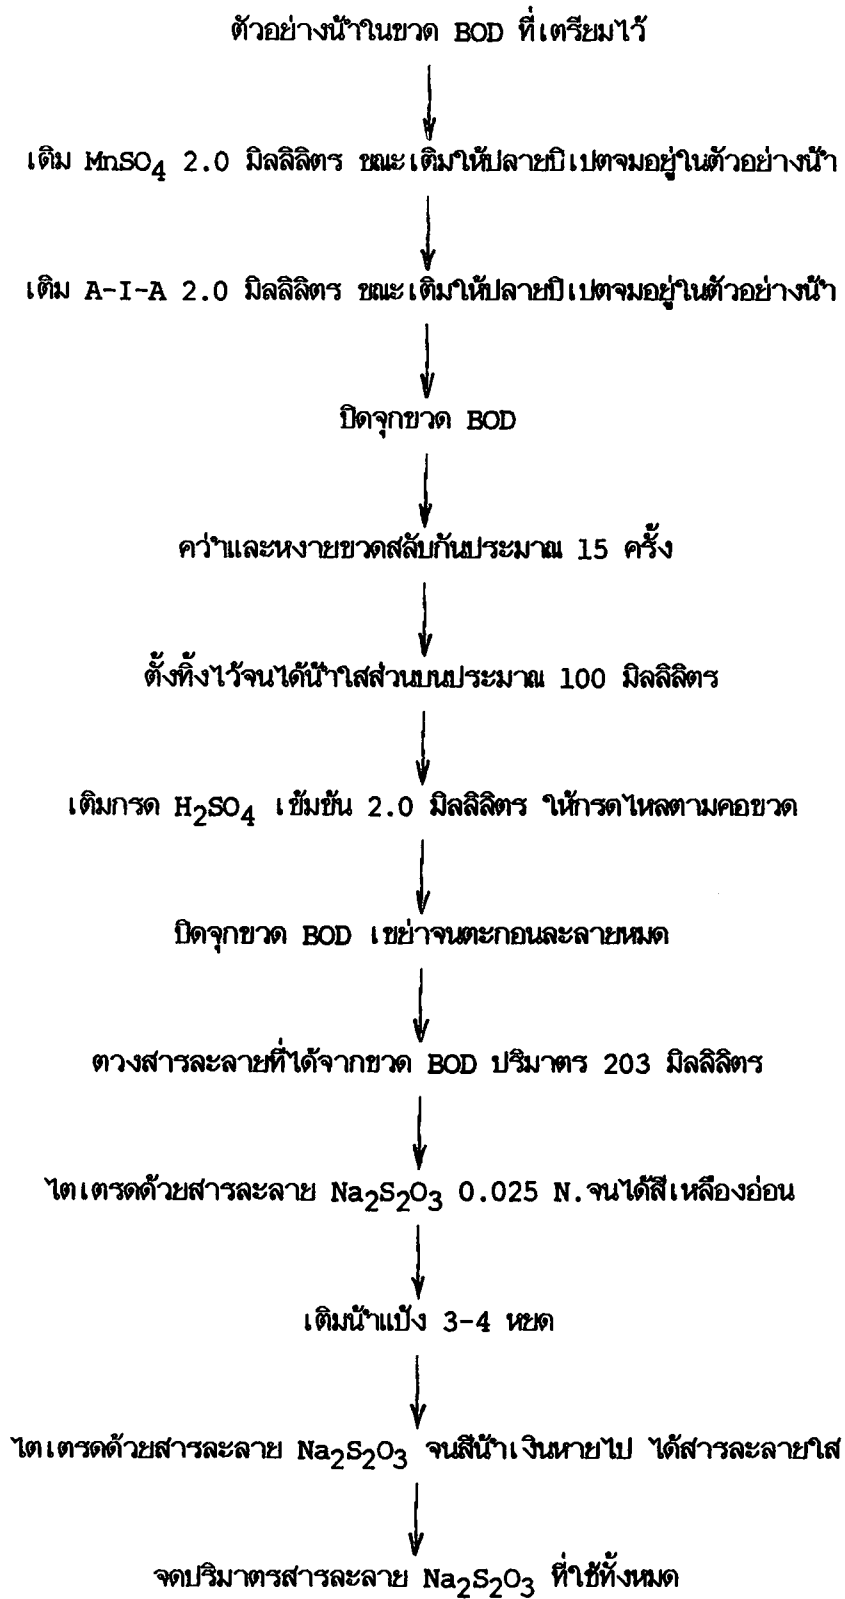 ตัวอย่างน้ำในขวด BOD ที่เตรียมไว้
เติม MnSO4 2.0 มิลลิลิตร ขณะเติมให้ปลายปิเปตจมอยู่ในตัวอย่างน้ำ
เติม A-I-A 2.0 มิลลิลิตร ขณะเติมให้ปลายปิเปตจมอยู่ในตัวอย่างน้ำ
ปิดจุกขวด BOD
คว่ำและหงายขวดสลับกันประมาณ 15 ครั้ง
ตั้งทิ้งไว้จนได้น้ำใสส่วนบนประมาณ 100 มิลลิลิตร
เติมกรด H2SO4 เข้มข้น 2.0 มิลลิลิตร ให้กรดไหลตามคอขวด
ปิดจุกขวด BOD เขย่าจนตะกอนละลายหมด
ตวงสารละลายที่ได้จากขวด BOD ปริมาตร 203 มิลลิลิตร
ไตเตรดด้วยสารละลาย Na2S2O3 0.025 N.จนได้สีเหลืองอ่อน
เติมน้ำแป้ง 3-4 หยด
ไตเตรดด้วยสารละลาย Na2S2O3 จนสีน้ำเงินหายไป ได้สารละลายใส
จดปริมาตรสารละลาย Na2S2O3 ที่ใช้ทั้งหมด